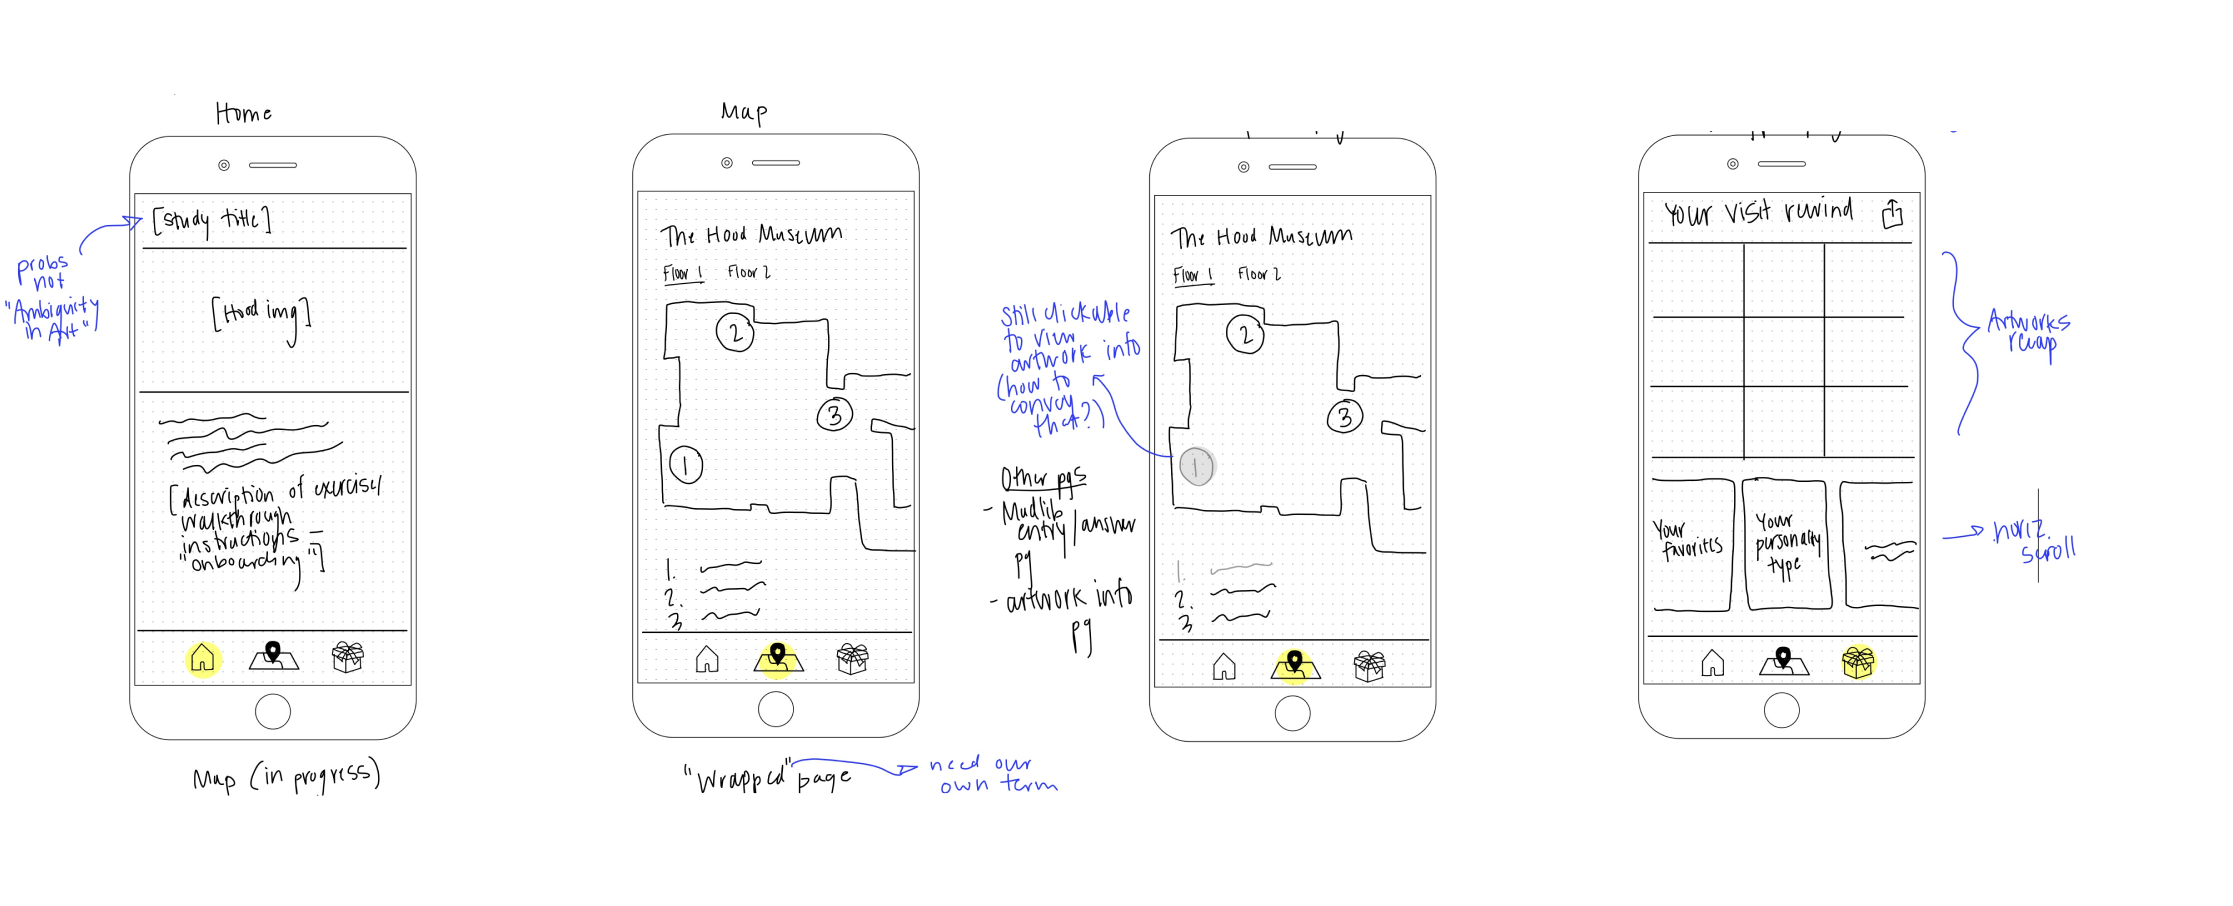 Home
[study title]
probs
not
"Ambiguity
in Art"
[Hood img]
[description of exercise/
walkthrough
instructions –
"onboarding"]
Map (in progress)
Map
The Hood Museum
Floor 1 Floor 2
2
3
1
1.
2.
3
"Wrapped" page
need our
own term
still clickable
to view
artwork info
(how to
convey
that?)
Other pgs
- Madlib
entry/answer
pg
- artwork info
pg
The Hood Museum
Floor 1 Floor 2
2
3
1
1.
2.
3
Your visit rewind
Artworks
recap
Your
favorites
Your
personality
type
horiz.
scroll